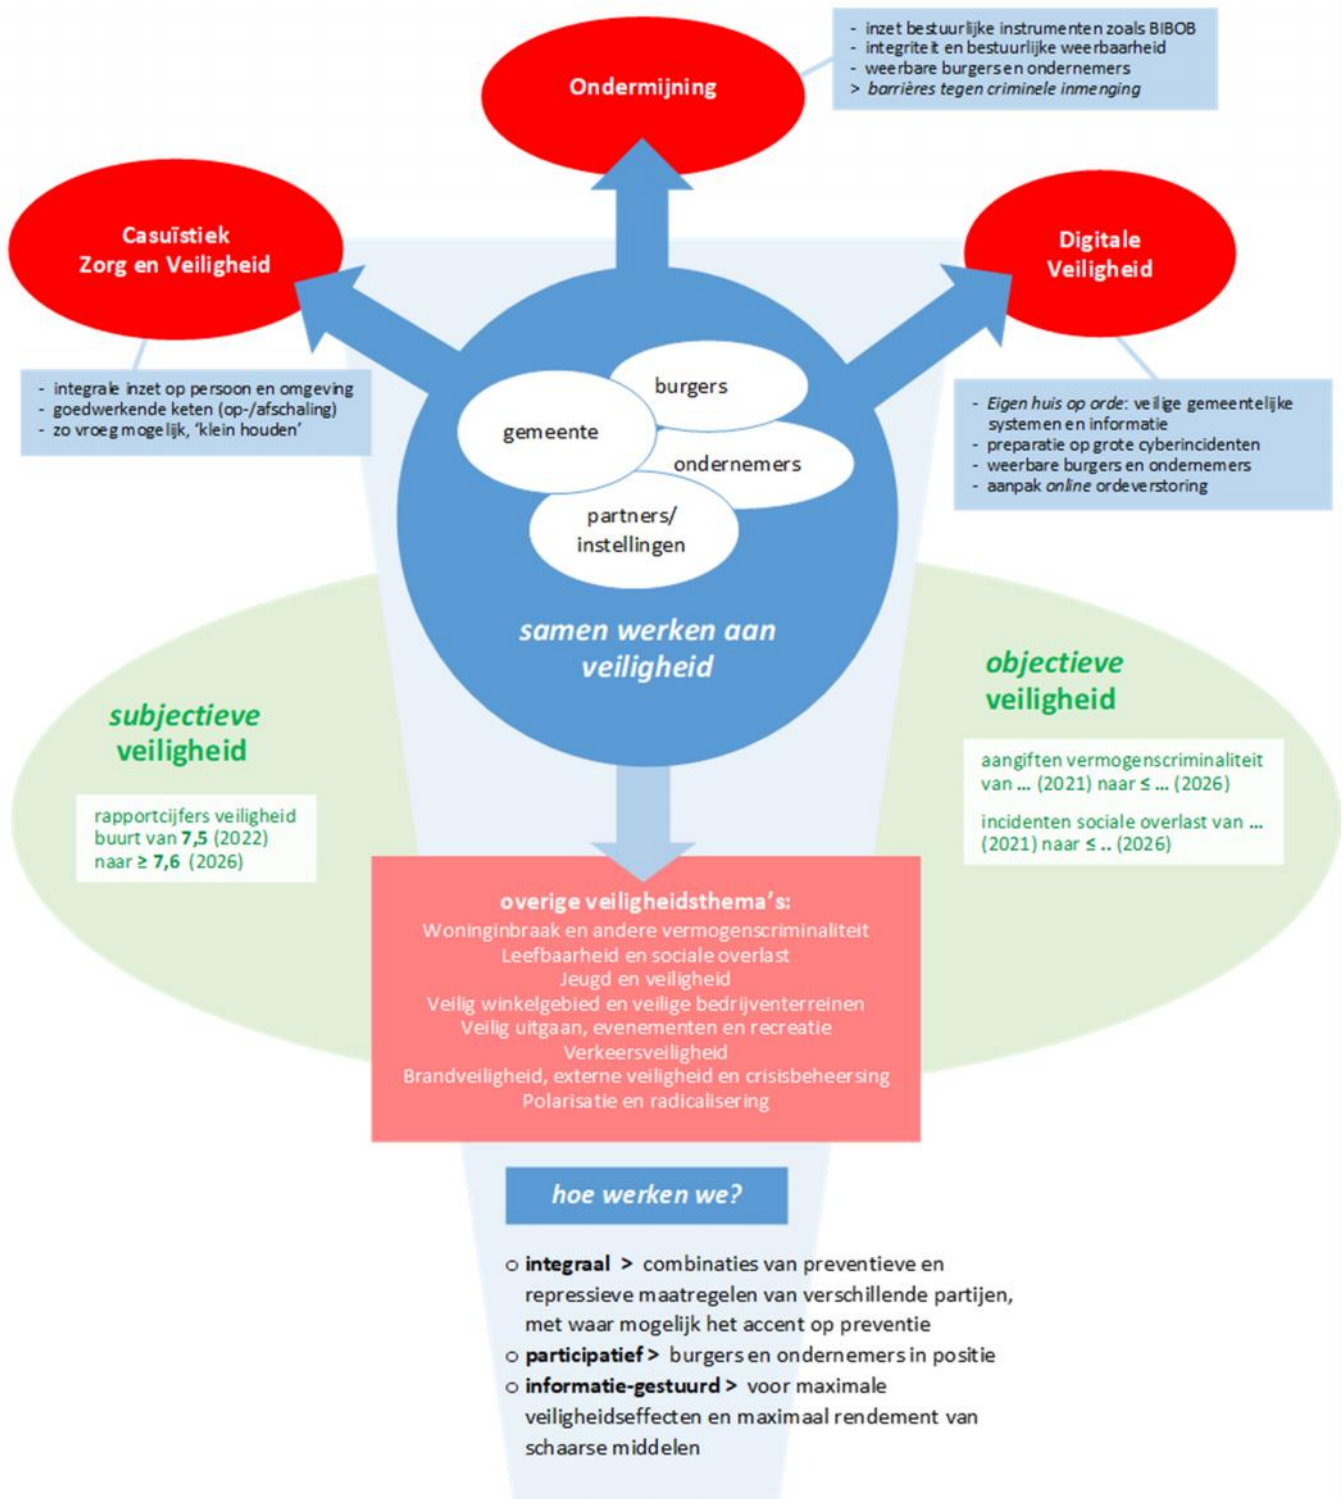 Ondermijning
- inzet bestuurlijke instrumenten zoals BIBOB
- integriteit en bestuurlijke weerbaarheid
- weerbare burgers en ondernemers
> barrières tegen criminele inmenging
Casuïstiek
Zorg en Veiligheid
- integrale inzet op persoon en omgeving
- goedwerkende keten (op-/afschaling)
- zo vroeg mogelijk, ‘klein houden’
Digitale
Veiligheid
- Eigen huis op orde: veilige gemeentelijke
systemen en informatie
- preparatie op grote cyberincidenten
- weerbare burgers en ondernemers
- aanpak online ordeverstoring
burgers
gemeente
ondernemers
partners/
instellingen
samen werken aan
veiligheid
subjectieve
veiligheid
rapportcijfers veiligheid
buurt van 7,5 (2022)
naar ≥ 7,6 (2026)
objectieve
veiligheid
aangiften vermogenscriminaliteit
van ... (2021) naar ≤ ... (2026)
incidenten sociale overlast van ...
(2021) naar ≤ .. (2026)
overige veiligheidsthema’s:
Woninginbraak en andere vermogenscriminaliteit
Leefbaarheid en sociale overlast
Jeugd en veiligheid
Veilig winkelgebied en veilige bedrijventerreinen
Veilig uitgaan, evenementen en recreatie
Verkeersveiligheid
Brandveiligheid, externe veiligheid en crisisbeheersing
Polarisatie en radicalisering
hoe werken we?
o integraal > combinaties van preventieve en
repressieve maatregelen van verschillende partijen,
met waar mogelijk het accent op preventie
o participatief > burgers en ondernemers in positie
o informatie-gestuurd > voor maximale
veiligheidseffecten en maximaal rendement van
schaarse middelen